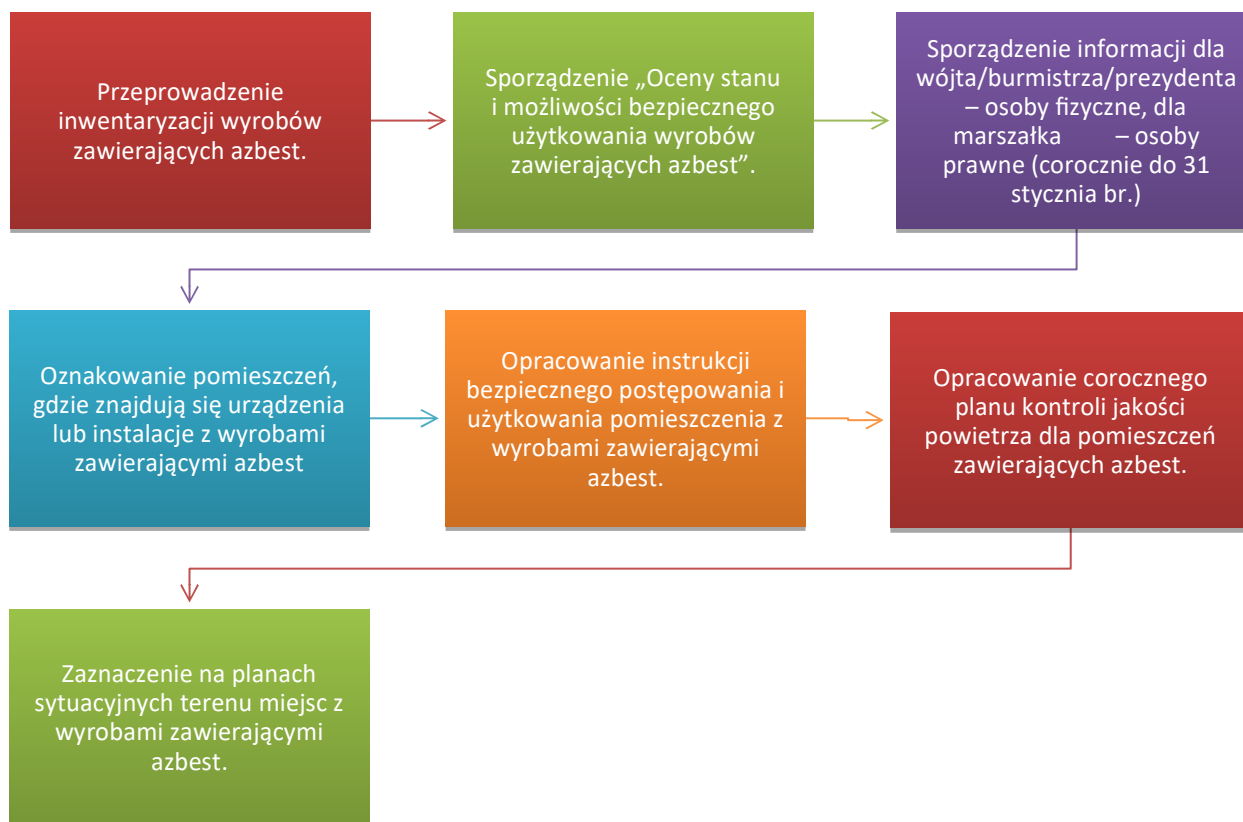 Przeprowadzenie
inwentaryzacji wyrobów
zawierających azbest.
Sporządzenie „Oceny stanu
i możliwości bezpiecznego
użytkowania wyrobów
zawierających azbest”.
Sporządzenie informacji dla
wójta/burmistrza/prezydenta
– osoby fizyczne, dla
marszałka – osoby
prawne (corocznie do 31
stycznia br.)
Oznakowanie pomieszczeń,
gdzie znajdują się urządzenia
lub instalacje z wyrobami
zawierającymi azbest
Opracowanie instrukcji
bezpiecznego postępowania i
użytkowania pomieszczenia z
wyrobami zawierającymi
azbest.
Opracowanie corocznego
planu kontroli jakości
powietrza dla pomieszczeń
zawierających azbest.
Zaznaczenie na planach
sytuacyjnych terenu miejsc z
wyrobami zawierającymi
azbest.